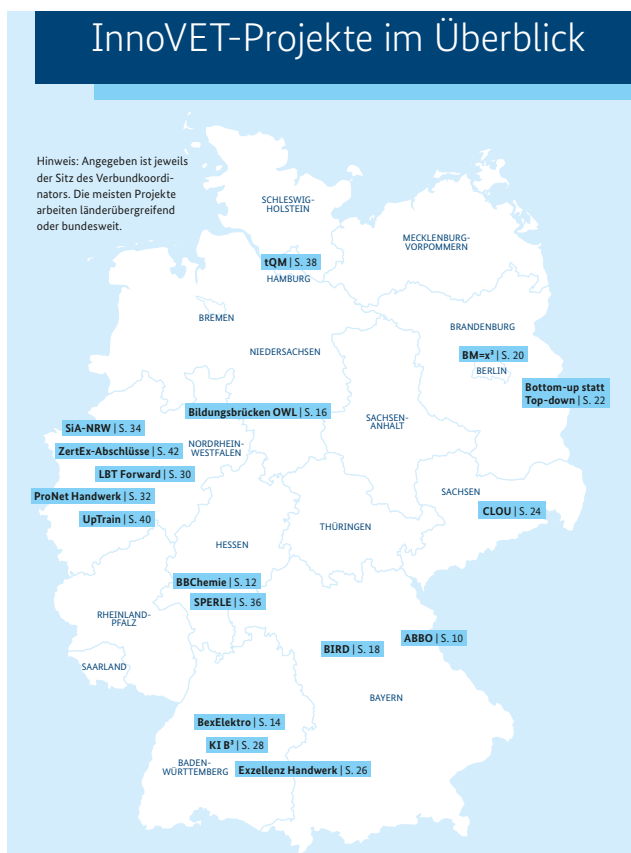 InnoVET-Projekte im Überblick
Hinweis: Angegeben ist jeweils
der Sitz des Verbundkoordi-
nators. Die meisten Projekte
arbeiten länderübergreifend
oder bundesweit.
SCHLESWIG-
HOLSTEIN
MECKLENBURG-
VORPOMMERN
tQM | S. 38
HAMBURG
BREMEN
BRANDENBURG
NIEDERSACHSEN
BM=x³ | S. 20
BERLIN
Bottom-up statt
Top-down | S. 22
Bildungsbrücken OWL | S. 16
SACHSEN-
ANHALT
SiA-NRW | S. 34
NORDRHEIN-
WESTFALEN
ZertEx-Abschlüsse | S. 42
LBT Forward | S. 30
ProNet Handwerk | S. 32
SACHSEN
CLOU | S. 24
UpTrain | S. 40
THÜRINGEN
HESSEN
BBChemie | S. 12
SPERLE | S. 36
RHEINLAND-
PFALZ
ABBO | S. 10
BIRD | S. 18
SAARLAND
BAYERN
BexElektro | S. 14
KI B³ | S. 28
BADEN-
WÜRTTEMBERG
Exzellenz Handwerk | S. 26